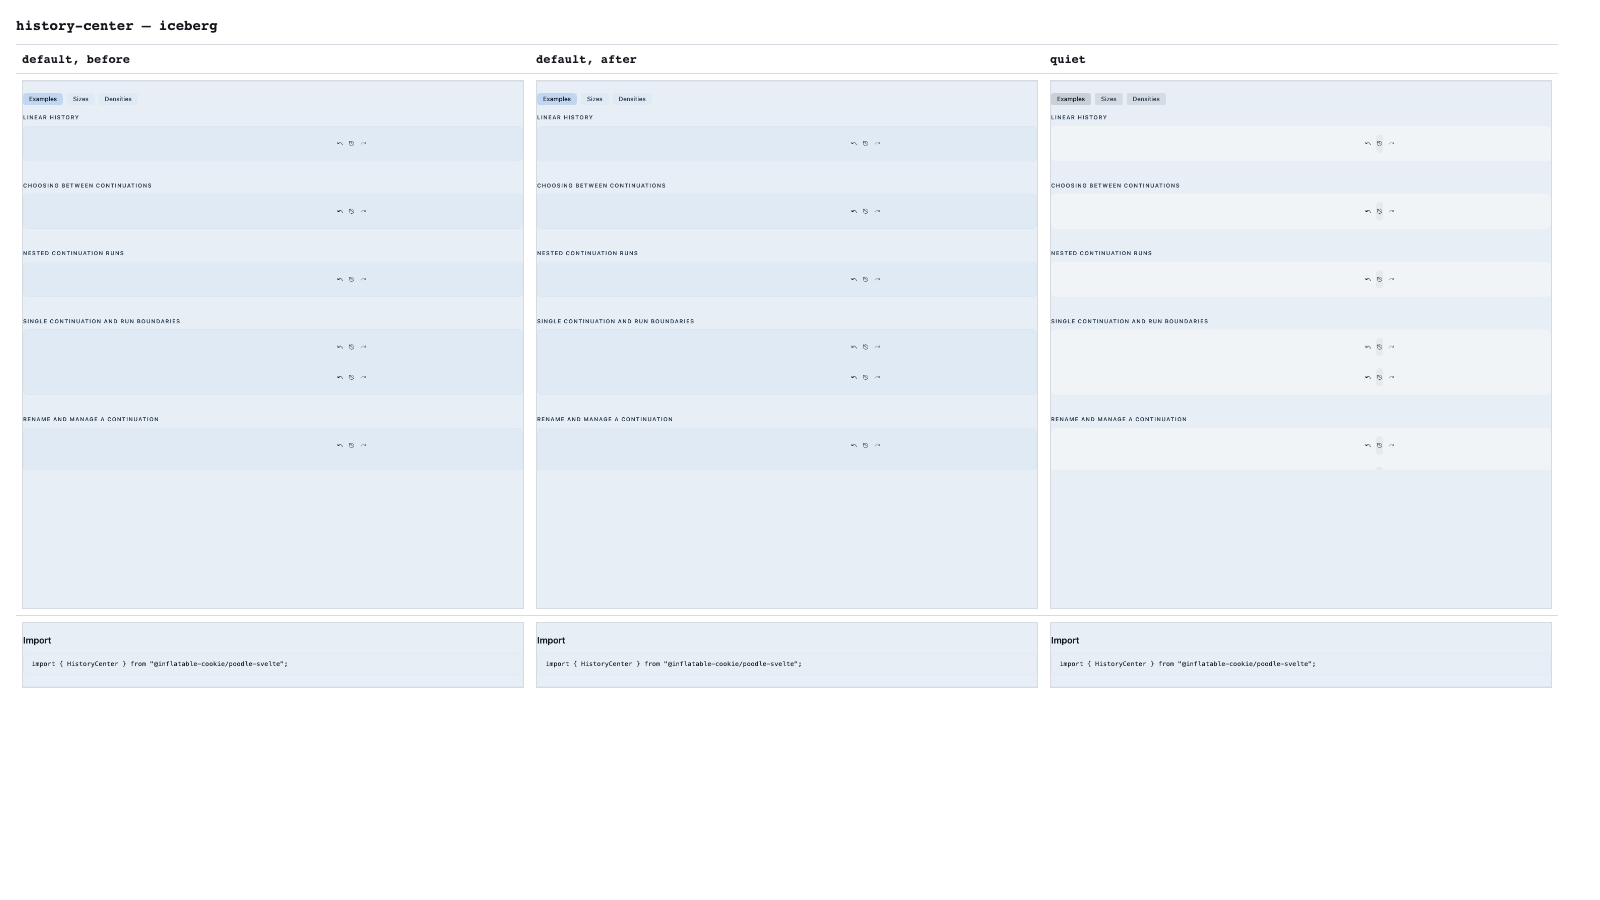 history-center — iceberg
default, before
default, after
quiet
Examples Sizes Densities
LINEAR HISTORY
CHOOSING BETWEEN CONTINUATIONS
NESTED CONTINUATION RUNS
SINGLE CONTINUATION AND RUN BOUNDARIES
RENAME AND MANAGE A CONTINUATION
Examples Sizes Densities
LINEAR HISTORY
CHOOSING BETWEEN CONTINUATIONS
NESTED CONTINUATION RUNS
SINGLE CONTINUATION AND RUN BOUNDARIES
RENAME AND MANAGE A CONTINUATION
Examples Sizes Densities
LINEAR HISTORY
CHOOSING BETWEEN CONTINUATIONS
NESTED CONTINUATION RUNS
SINGLE CONTINUATION AND RUN BOUNDARIES
RENAME AND MANAGE A CONTINUATION
Import
import { HistoryCenter } from "@inflatable-cookie/poodle-svelte";
Import
import { HistoryCenter } from "@inflatable-cookie/poodle-svelte";
Import
import { HistoryCenter } from "@inflatable-cookie/poodle-svelte";